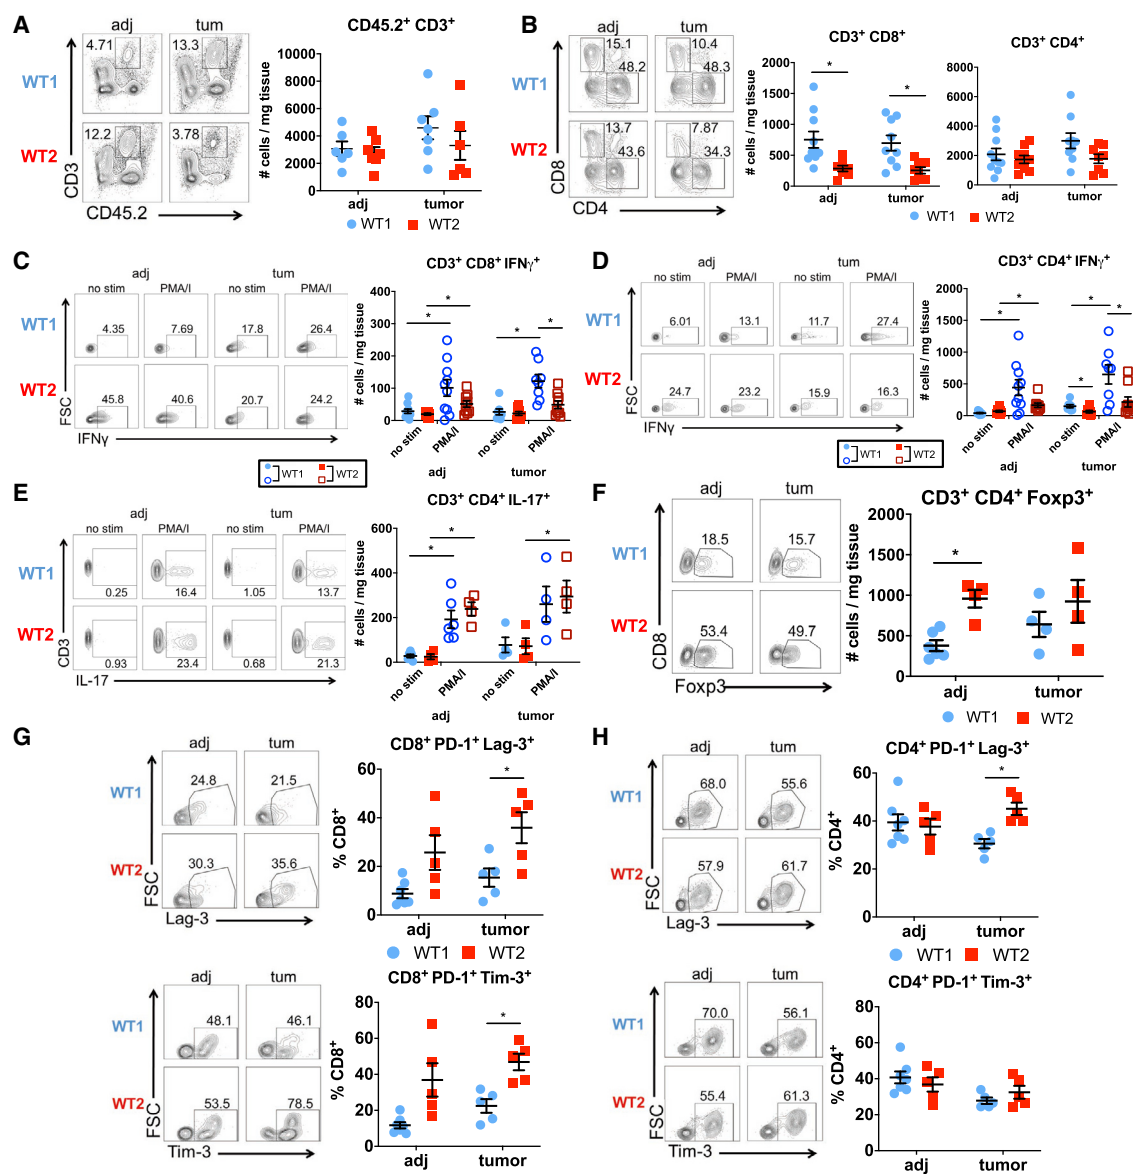 A
CD45.2⁺ CD3⁺
adj tum
4.71 13.3
WT1
12.2 3.78
WT2
CD3
CD45.2
# cells / mg tissue
10000
8000
6000
4000
2000
0
adj tumor
WT1 WT2
B
adj tum
15.1 10.4
48.2 48.3
WT1
13.7 7.87
43.6 34.3
WT2
CD8
CD4
CD3⁺ CD8⁺
# cells / mg tissue
2000
1500
1000
500
0
* *
adj tumor
CD3⁺ CD4⁺
8000
6000
4000
2000
0
adj tumor
WT1 WT2
C
adj tum
no stim PMA/I no stim PMA/I
WT1
4.35 7.69 17.8 26.4
WT2
45.8 40.6 20.7 24.2
FSC
IFNγ
CD3⁺ CD8⁺ IFNγ⁺
# cells / mg tissue
400
300
200
100
0
* * * *
no stim PMA/I no stim PMA/I
adj tumor
WT1 WT2
D
adj tum
no stim PMA/I no stim PMA/I
WT1
6.01 13.1 11.7 27.4
WT2
24.7 23.2 15.9 16.3
FSC
IFNγ
CD3⁺ CD4⁺ IFNγ⁺
# cells / mg tissue
2000
1500
1000
500
0
* * * * *
no stim PMA/I no stim PMA/I
adj tumor
WT1 WT2
E
adj tum
no stim PMA/I no stim PMA/I
WT1
0.25 16.4 1.05 13.7
WT2
0.93 23.4 0.68 21.3
CD3
IL-17
CD3⁺ CD4⁺ IL-17⁺
# cells / mg tissue
600
400
200
0
* * *
no stim PMA/I no stim PMA/I
adj tumor
F
adj tum
WT1
18.5 15.7
WT2
53.4 49.7
CD8
Foxp3
CD3⁺ CD4⁺ Foxp3⁺
# cells / mg tissue
2000
1500
1000
500
0
*
adj tumor
WT1 WT2
G
adj tum
WT1
24.8 21.5
WT2
30.3 35.6
FSC
Lag-3
CD8⁺ PD-1⁺ Lag-3⁺
% CD8⁺
60
40
20
0
*
adj tumor
WT1 WT2
adj tum
WT1
48.1 46.1
WT2
53.5 78.5
FSC
Tim-3
CD8⁺ PD-1⁺ Tim-3⁺
% CD8⁺
80
60
40
20
0
*
adj tumor
H
adj tum
WT1
68.0 55.6
WT2
57.9 61.7
FSC
Lag-3
CD4⁺ PD-1⁺ Lag-3⁺
% CD4⁺
60
40
20
0
*
adj tumor
WT1 WT2
adj tum
WT1
70.0 56.1
WT2
55.4 61.3
FSC
Tim-3
CD4⁺ PD-1⁺ Tim-3⁺
% CD4⁺
80
60
40
20
0
adj tumor